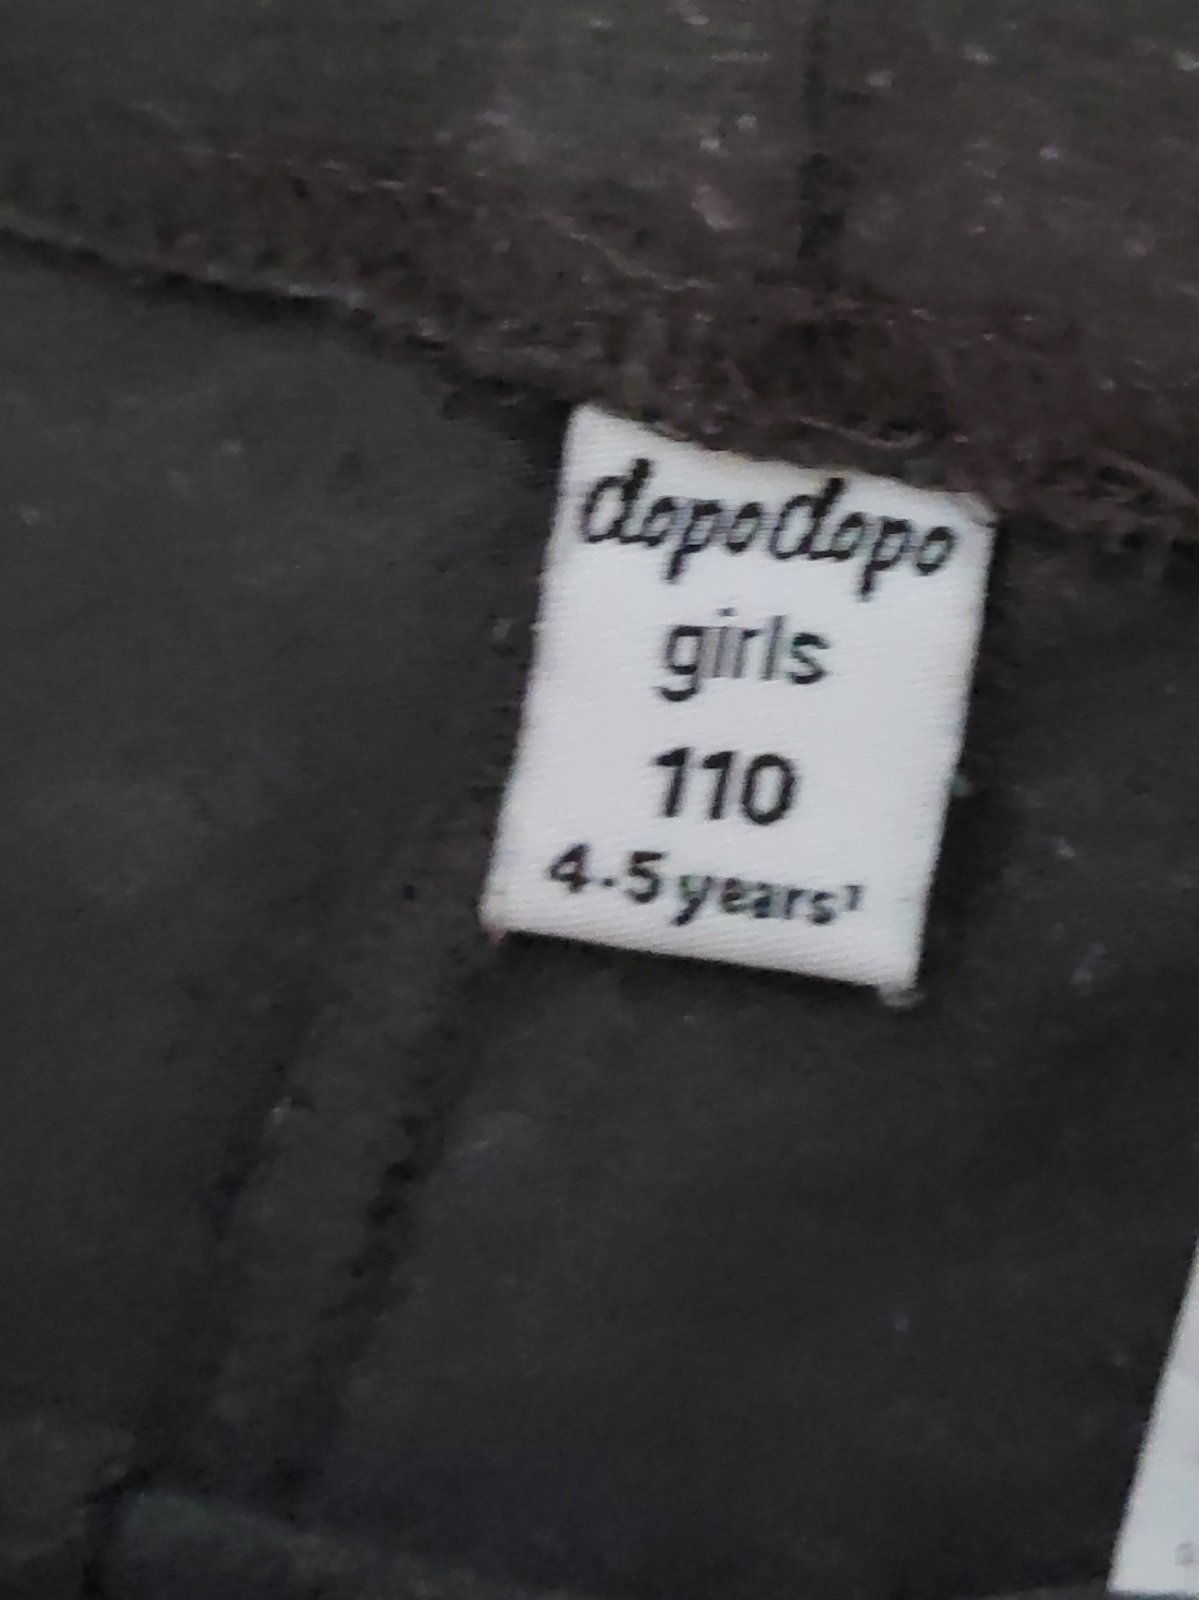 dopodopo
girls
110
4-5 years¹